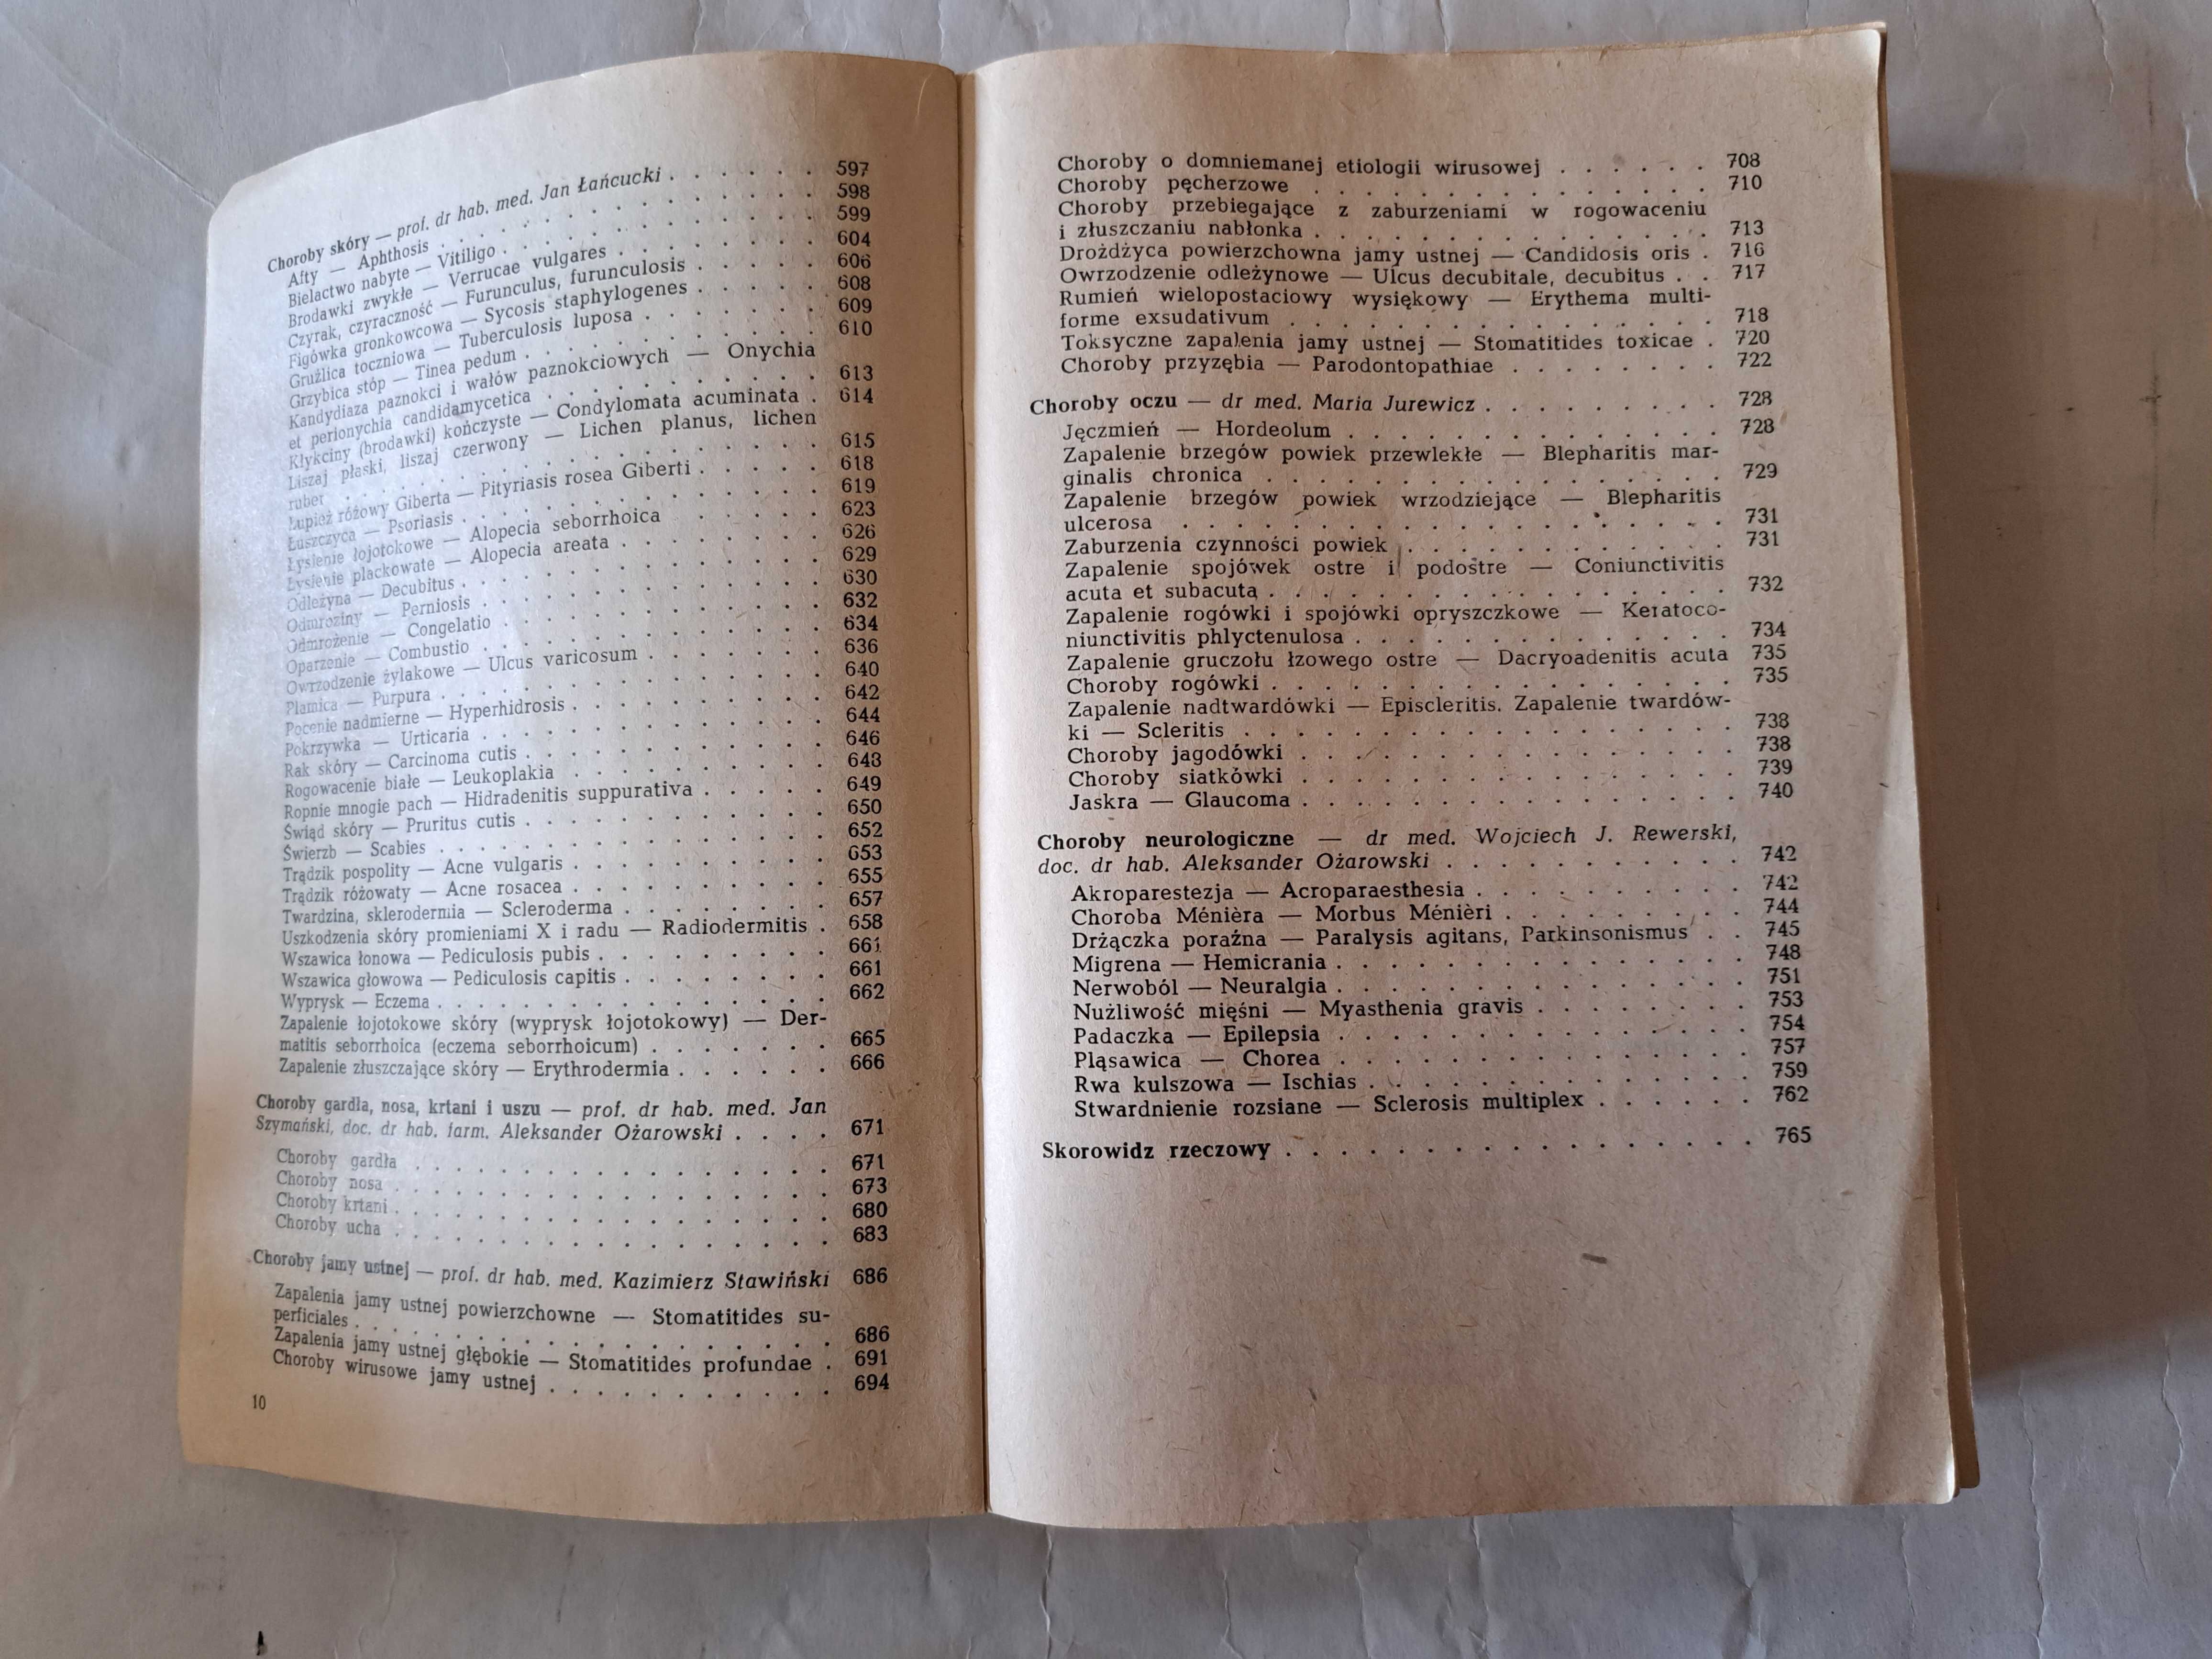 Choroby skóry — prof. dr hab. med. Jan Łańcucki . . . . . . 597
Afty — Aphthosis . . . . . . . . . . . . . 598
Bielactwo nabyte — Vitiligo . . . . . . . . . . . 599
Brodawki zwykłe — Verrucae vulgares . . . . . . . 604
Czyrak, czyraczność — Furunculus, furunculosis . . . . . 606
Figówka gronkowcowa — Sycosis staphylogenes . . . . . 608
Gruźlica toczniowa — Tuberculosis luposa . . . . . . 609
Grzybica stóp — Tinea pedum . . . . . . . . . . 610
Kandydiaza paznokci i wałów paznokciowych — Onychia
et perionychia candidamycetica . . . . . . . . . 613
Kłykciny (brodawki) kończyste — Condylomata acuminata . 614
Liszaj płaski, liszaj czerwony — Lichen planus, lichen
ruber . . . . . . . . . . . . . . . . 615
Łupież różowy Giberta — Pityriasis rosea Giberti . . . . . 618
Łuszczyca — Psoriasis . . . . . . . . . . . . 619
Łysienie łojotokowe — Alopecia seborrhoica . . . . . 623
Łysienie plackowate — Alopecia areata . . . . . . . 626
Odleżyna — Decubitus . . . . . . . . . . . . 629
Odmroziny — Perniosis . . . . . . . . . . . . 630
Odmrożenie — Congelatio . . . . . . . . . . . 632
Oparzenie — Combustio . . . . . . . . . . . . 634
Owrzodzenie żylakowe — Ulcus varicosum . . . . . . 636
Plamica — Purpura . . . . . . . . . . . . . 640
Pocenie nadmierne — Hyperhidrosis . . . . . . . . 642
Pokrzywka — Urticaria . . . . . . . . . . . . 644
Rak skóry — Carcinoma cutis . . . . . . . . . . 646
Rogowacenie białe — Leukoplakia . . . . . . . . . 648
Ropnie mnogie pach — Hidradenitis suppurativa . . . . . 649
Świąd skóry — Pruritus cutis . . . . . . . . . . 650
Świerzb — Scabies . . . . . . . . . . . . . 652
Trądzik pospolity — Acne vulgaris . . . . . . . . . 653
Trądzik różowaty — Acne rosacea . . . . . . . . . 655
Twardzina, sklerodermia — Scleroderma . . . . . . . 657
Uszkodzenia skóry promieniami X i radu — Radiodermitis . 658
Wszawica łonowa — Pediculosis pubis . . . . . . . . 661
Wszawica głowowa — Pediculosis capitis . . . . . . . 661
Wyprysk — Eczema . . . . . . . . . . . . . 662
Zapalenie łojotokowe skóry (wyprysk łojotokowy) — Der-
matitis seborrhoica (eczema seborrhoicum) . . . . . . . 665
Zapalenie złuszczające skóry — Erythrodermia . . . . . . 666
Choroby gardła, nosa, krtani i uszu — prof. dr hab. med. Jan
Szymański, doc. dr hab. farm. Aleksander Ożarowski . . . . 671
Choroby gardła . . . . . . . . . . . . . . 671
Choroby nosa . . . . . . . . . . . . . . . 673
Choroby krtani . . . . . . . . . . . . . . . 680
Choroby ucha . . . . . . . . . . . . . . . 683
Choroby jamy ustnej — prof. dr hab. med. Kazimierz Stawiński 686
Zapalenia jamy ustnej powierzchowne — Stomatitides su-
perficiales . . . . . . . . . . . . . . . . 686
Zapalenia jamy ustnej głębokie — Stomatitides profundae . 691
Choroby wirusowe jamy ustnej . . . . . . . . . . 694
10
Choroby o domniemanej etiologii wirusowej . . . . . . 708
Choroby pęcherzowe . . . . . . . . . . . . . 710
Choroby przebiegające z zaburzeniami w rogowaceniu
i złuszczaniu nabłonka . . . . . . . . . . . . . 713
Drożdżyca powierzchowna jamy ustnej — Candidosis oris . 716
Owrzodzenie odleżynowe — Ulcus decubitale, decubitus . . 717
Rumień wielopostaciowy wysiękowy — Erythema multi-
forme exsudativum . . . . . . . . . . . . . . 718
Toksyczne zapalenia jamy ustnej — Stomatitides toxicae . 720
Choroby przyzębia — Parodontopathiae . . . . . . . . 722
Choroby oczu — dr med. Maria Jurewicz . . . . . . . . . 728
Jęczmień — Hordeolum . . . . . . . . . . . . . 728
Zapalenie brzegów powiek przewlekłe — Blepharitis mar-
ginalis chronica . . . . . . . . . . . . . . . 729
Zapalenie brzegów powiek wrzodziejące — Blepharitis
ulcerosa . . . . . . . . . . . . . . . . . 731
Zaburzenia czynności powiek . . . . . . . . . . . 731
Zapalenie spojówek ostre i podostre — Coniunctivitis
acuta et subacuta . . . . . . . . . . . . . . . 732
Zapalenie rogówki i spojówki opryszczkowe — Keratoco-
niunctivitis phlyctenulosa . . . . . . . . . . . . 734
Zapalenie gruczołu łzowego ostre — Dacryoadenitis acuta 735
Choroby rogówki . . . . . . . . . . . . . . . 735
Zapalenie nadtwardówki — Episcleritis. Zapalenie twardów-
ki — Scleritis . . . . . . . . . . . . . . . . 738
Choroby jagodówki . . . . . . . . . . . . . . 738
Choroby siatkówki . . . . . . . . . . . . . . 739
Jaskra — Glaucoma . . . . . . . . . . . . . . 740
Choroby neurologiczne — dr med. Wojciech J. Rewerski,
doc. dr hab. Aleksander Ożarowski . . . . . . . . . . 742
Akroparestezja — Acroparaesthesia . . . . . . . . . 742
Choroba Ménièra — Morbus Ménièri . . . . . . . . . 744
Drżączka poraźna — Paralysis agitans, Parkinsonismus . . 745
Migrena — Hemicrania . . . . . . . . . . . . . 748
Nerwoból — Neuralgia . . . . . . . . . . . . . 751
Nużliwość mięśni — Myasthenia gravis . . . . . . . . 753
Padaczka — Epilepsia . . . . . . . . . . . . . 754
Pląsawica — Chorea . . . . . . . . . . . . . 757
Rwa kulszowa — Ischias . . . . . . . . . . . . 759
Stwardnienie rozsiane — Sclerosis multiplex . . . . . . 762
Skorowidz rzeczowy . . . . . . . . . . . . . . . 765